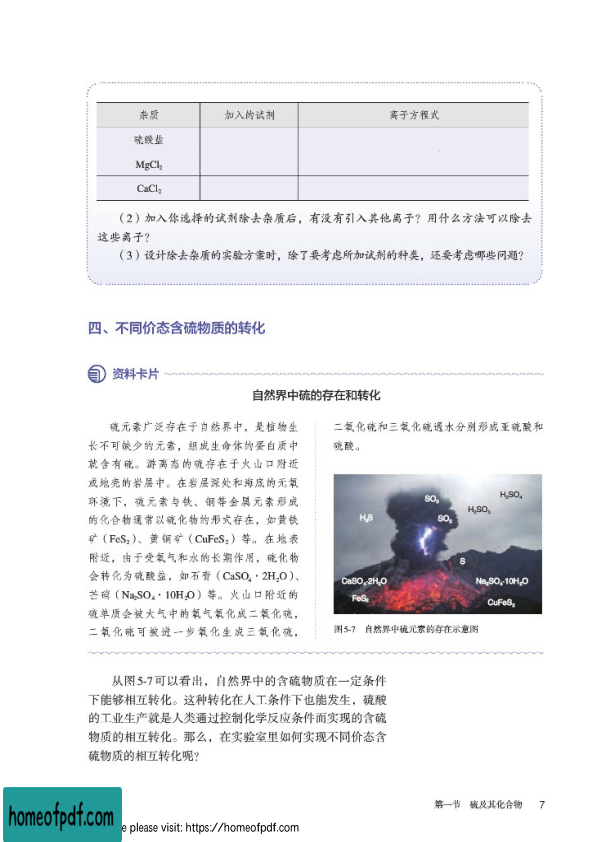 杂质 加入的试剂 离子方程式
硫酸盐
MgCl₂
CaCl₂
（2）加入你选择的试剂除去杂质后，有没有引入其他离子？用什么方法可以除去
这些离子？
（3）设计除去杂质的实验方案时，除了要考虑所加试剂的种类，还要考虑哪些问题？
四、不同价态含硫物质的转化
资料卡片
自然界中硫的存在和转化
硫元素广泛存在于自然界中，是植物生
长不可缺少的元素，组成生命体的蛋白质中
就含有硫。游离态的硫存在于火山口附近
或地壳的岩层中。在岩层深处和海底的无氧
环境下，硫元素与铁、铜等金属元素形成
的化合物通常以硫化物的形式存在，如黄铁
矿（FeS₂）、黄铜矿（CuFeS₂）等。在地表
附近，由于受氧气和水的长期作用，硫化物
会转化为硫酸盐，如石膏（CaSO₄·2H₂O）、
芒硝（Na₂SO₄·10H₂O）等。火山口附近的
硫单质会被大气中的氧气氧化成二氧化硫，
二氧化硫可被进一步氧化生成三氧化硫，
二氧化硫和三氧化硫遇水分别形成亚硫酸和
硫酸。
SO₃
H₂SO₄
H₂SO₃
H₂S
SO₂
S
CaSO₄·2H₂O
Na₂SO₄·10H₂O
FeS₂
CuFeS₂
图5-7 自然界中硫元素的存在示意图
从图5-7可以看出，自然界中的含硫物质在一定条件
下能够相互转化。这种转化在人工条件下也能发生，硫酸
的工业生产就是人类通过控制化学反应条件而实现的含硫
物质的相互转化。那么，在实验室里如何实现不同价态含
硫物质的相互转化呢？
第一节 硫及其化合物 7
homeofpdf.com
e please visit: https://homeofpdf.com